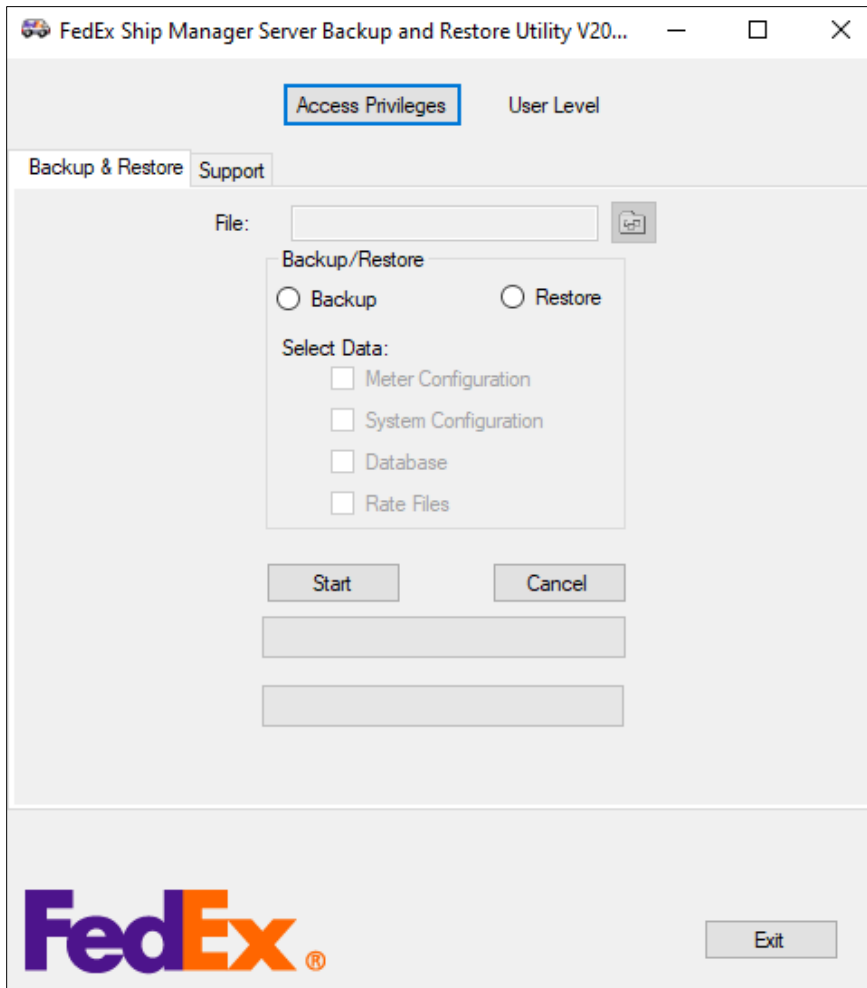 FedEx Ship Manager Server Backup and Restore Utility V20...
Access Privileges User Level
Backup & Restore Support
File:
Backup/Restore
Backup Restore
Select Data:
Meter Configuration
System Configuration
Database
Rate Files
Start Cancel
FedEx®
Exit